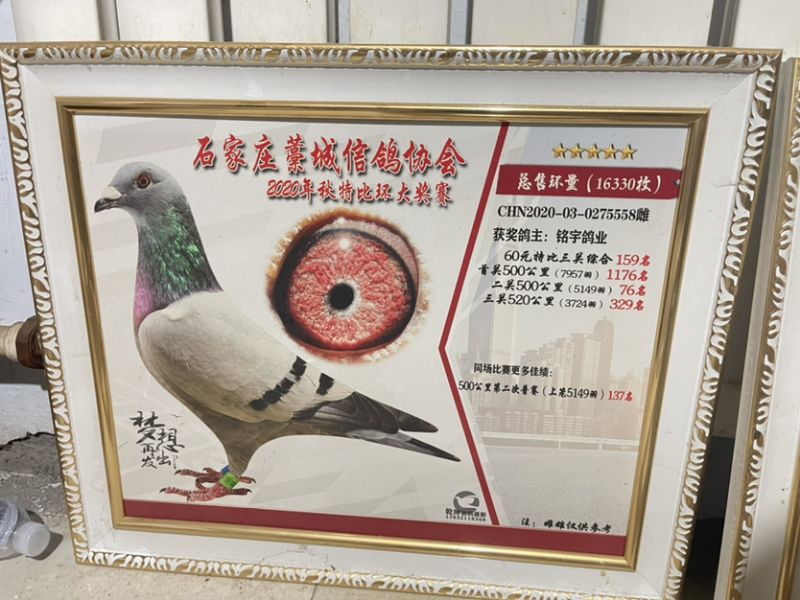 石家庄藁城信鸽协会
2020年秋特比环大奖赛
总售环量(16330枚)
CHN2020-03-0275558雌
获奖鸽主:铭宇鸽业
60元特比三关综合 159名
首关500公里(7957羽)1176名
二关500公里(5149羽)76名
三关520公里(3724羽)329名
同场比赛更多佳绩:
500公里第二次普赛(上笼5149羽)137名
梦想
再
出发
注:雌雄仅供参考